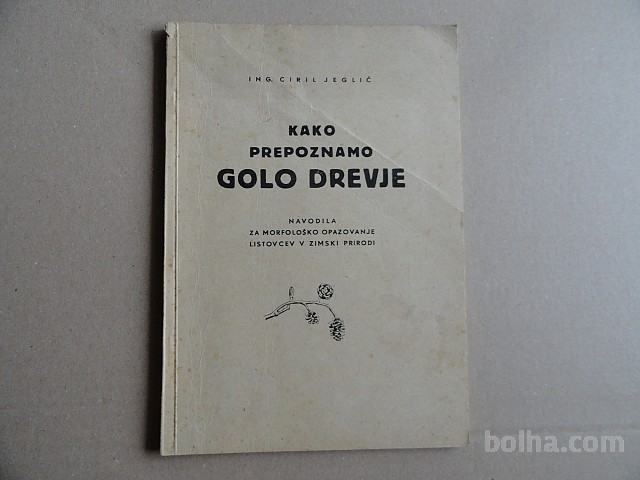 ING. CIRIL JEGLIČ
KAKO
PREPOZNAMO
GOLO DREVJE
NAVODILA
ZA MORFOLOŠKO OPAZOVANJE
LISTOVCEV V ZIMSKI PRIRODI
bolha.com